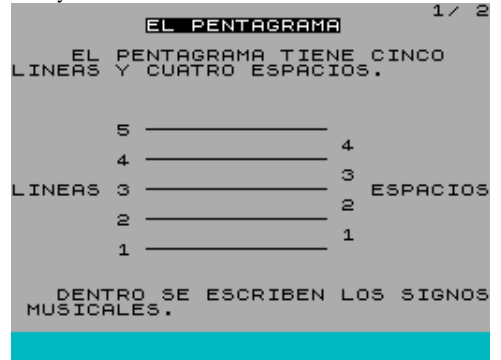 1/ 2
EL PENTAGRAMA
EL PENTAGRAMA TIENE CINCO
LINEAS Y CUATRO ESPACIOS.
5
4
4
3
LINEAS 3 ESPACIOS
2
2
1
1
DENTRO SE ESCRIBEN LOS SIGNOS
MUSICALES.